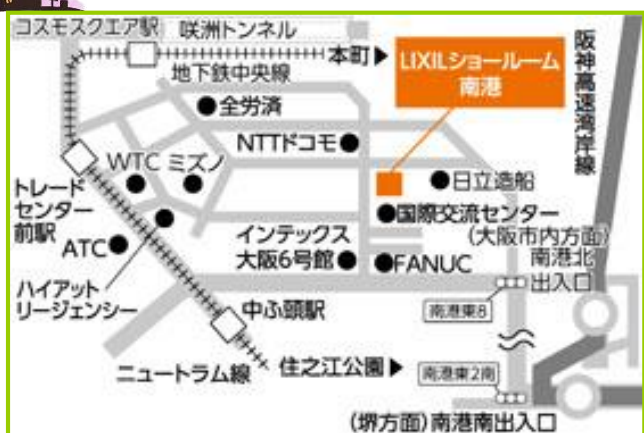 コスモスクエア駅
咲洲トンネル
本町▶
地下鉄中央線
LIXILショールーム
南港
阪神高速湾岸線
●全労済
NTTドコモ●
WTC ミズノ
●日立造船
トレード
センター
前駅
●国際交流センター
(大阪市内方面)
南港北
出入口
ATC●
インテックス
大阪6号館●
●FANUC
ハイアット
リージェンシー
中ふ頭駅
南港東8
ニュートラム線
住之江公園▶
南港東2南
(堺方面)南港南出入口